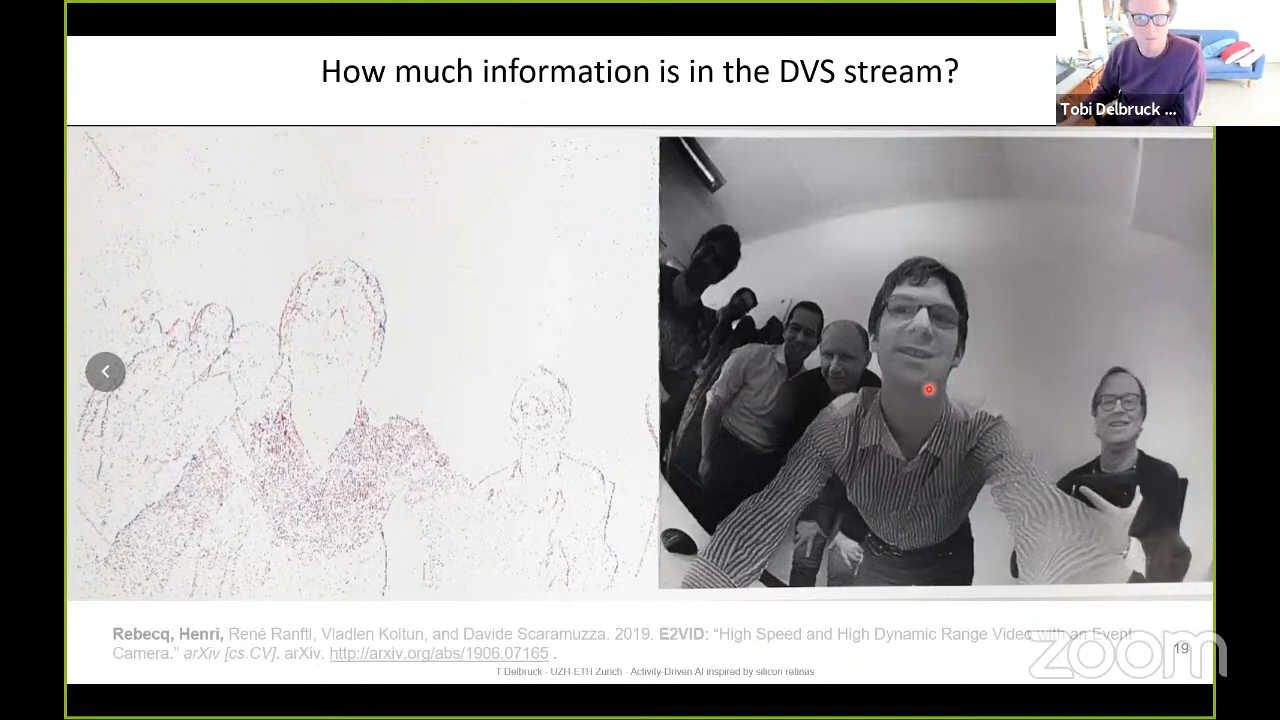 How much information is in the DVS stream?
Tobi Delbruck ...
Rebecq, Henri, René Ranftl, Vladlen Koltun, and Davide Scaramuzza. 2019. E2VID: “High Speed and High Dynamic Range Video with an Event
Camera.” arXiv [cs.CV]. arXiv. http://arxiv.org/abs/1906.07165 .
zoom
19
T Delbruck - UZH-ETH Zurich - Activity-Driven AI inspired by silicon retinas